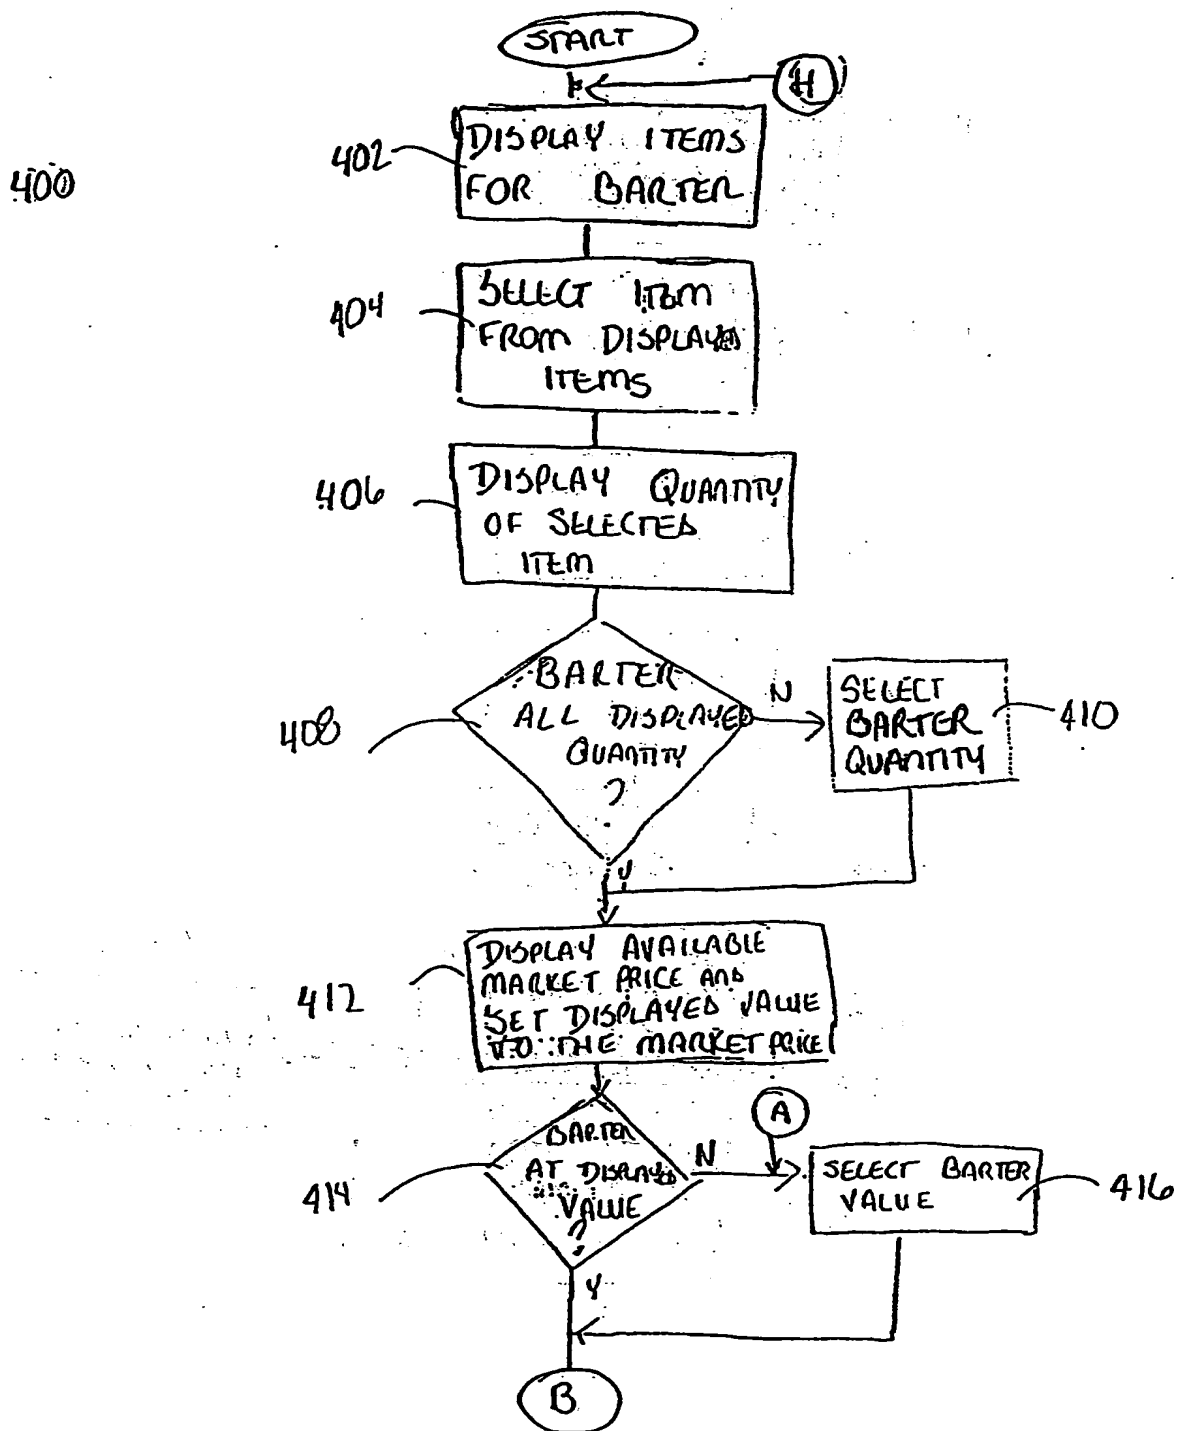 START
H
400
402
DISPLAY ITEMS
FOR BARTER
404
SELECT ITEM
FROM DISPLAYED
ITEMS
406
DISPLAY QUANTITY
OF SELECTED
ITEM
408
BARTER
ALL DISPLAYED
QUANTITY
?
N
SELECT
BARTER
QUANTITY
410
Y
412
DISPLAY AVAILABLE
MARKET PRICE AND
SET DISPLAYED VALUE
TO THE MARKET PRICE
414
BARTER
AT DISPLAYED
VALUE
?
N
A
SELECT BARTER
VALUE
416
Y
B